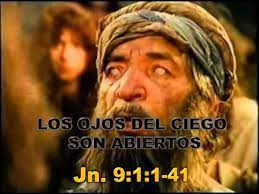 LOS OJOS DEL CIEGO
SON ABIERTOS
Jn. 9:1:1-41